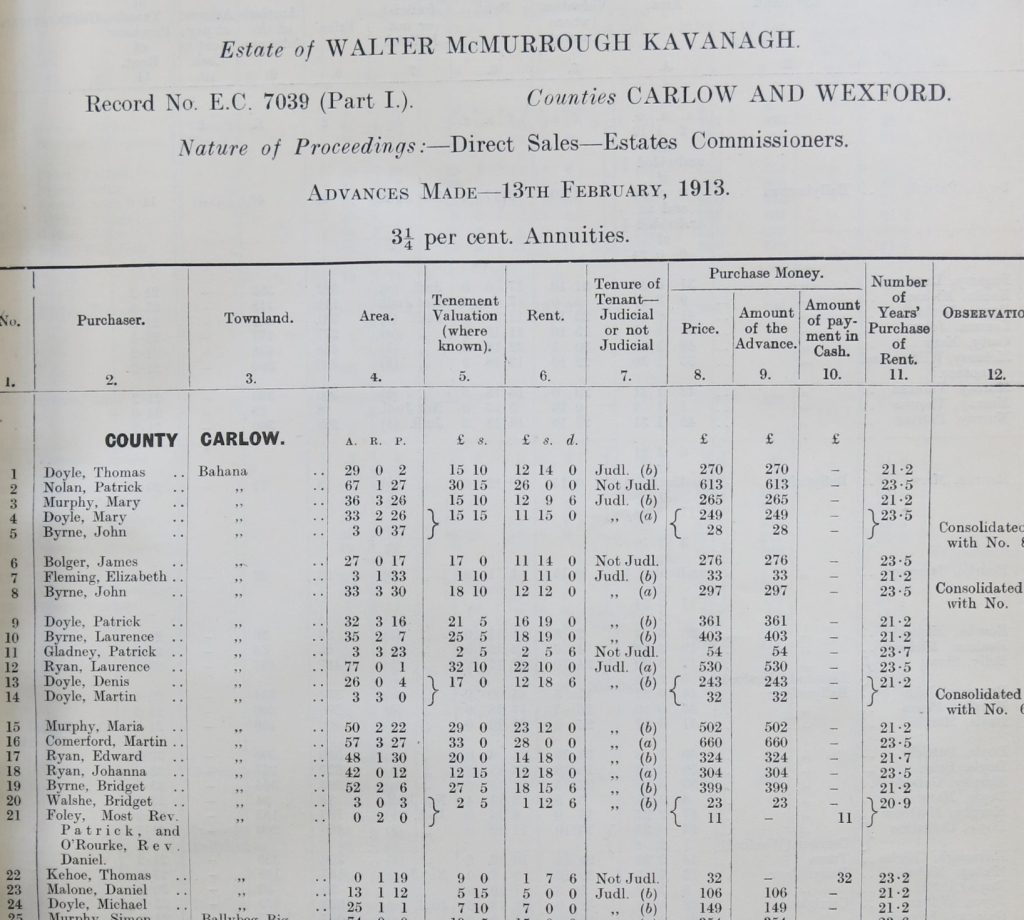 Estate of WALTER McMURROUGH KAVANAGH.
Record No. E.C. 7039 (Part I.). Counties CARLOW AND WEXFORD.
Nature of Proceedings:—Direct Sales—Estates Commissioners.
ADVANCES MADE—13TH FEBRUARY, 1913.
3¼ per cent. Annuities.
No. Purchaser. Townland. Area. Tenement Valuation (where known). Rent. Tenure of Tenant—Judicial or not Judicial Purchase Money. Price. Amount of the Advance. Amount of payment in Cash. Number of Years' Purchase of Rent.
1. 2. 3. 4. 5. 6. 7. 8. 9. 10. 11. 12.
COUNTY CARLOW. A. R. P. £ s. £ s. d. £ £ £
1 Doyle, Thomas .. Bahana .. 29 0 2 15 10 12 14 0 Judl. (b) 270 270 – 21·2
2 Nolan, Patrick .. ,, .. 67 1 27 30 15 26 0 0 Not Judl. 613 613 – 23·5
3 Murphy, Mary .. ,, .. 36 3 26 15 10 12 9 6 Judl. (b) 265 265 – 21·2
4 Doyle, Mary .. ,, .. 33 2 26 } 15 15 11 15 0 ,, (a) { 249 249 – } 23·5
5 Byrne, John .. ,, .. 3 0 37 28 28 – Consolidated
with No. 8
6 Bolger, James .. ,, .. 27 0 17 17 0 11 14 0 Not Judl. 276 276 – 23·5
7 Fleming, Elizabeth .. ,, .. 3 1 33 1 10 1 11 0 Judl. (b) 33 33 – 21·2
8 Byrne, John .. ,, .. 33 3 30 18 10 12 12 0 ,, (a) 297 297 – 23·5 Consolidated
with No.
9 Doyle, Patrick .. ,, .. 32 3 16 21 5 16 19 0 ,, (b) 361 361 – 21·2
10 Byrne, Laurence .. ,, .. 35 2 7 25 5 18 19 0 ,, (b) 403 403 – 21·2
11 Gladney, Patrick .. ,, .. 3 3 23 2 5 2 5 6 Not Judl. 54 54 – 23·7
12 Ryan, Laurence .. ,, .. 77 0 1 32 10 22 10 0 Judl. (a) 530 530 – 23·5
13 Doyle, Denis .. ,, .. 26 0 4 } 17 0 12 18 6 ,, (b) { 243 243 – } 21·2
14 Doyle, Martin .. ,, .. 3 3 0 32 32 – Consolidated
with No. 6
15 Murphy, Maria .. ,, .. 50 2 22 29 0 23 12 0 ,, (b) 502 502 – 21·2
16 Comerford, Martin .. ,, .. 57 3 27 33 0 28 0 0 ,, (a) 660 660 – 23·5
17 Ryan, Edward .. ,, .. 48 1 30 20 0 14 18 0 ,, (b) 324 324 – 21·7
18 Ryan, Johanna .. ,, .. 42 0 12 12 15 12 18 0 ,, (a) 304 304 – 23·5
19 Byrne, Bridget .. ,, .. 52 2 6 27 5 18 15 6 ,, (b) 399 399 – 21·2
20 Walshe, Bridget .. ,, .. 3 0 3 } 2 5 1 12 6 ,, (b) { 23 23 – } 20·9
21 Foley, Most Rev. ,, .. 0 2 0 11 – 11
Patrick, and
O'Rourke, Rev.
Daniel.
22 Kehoe, Thomas .. ,, .. 0 1 19 9 0 1 7 6 Not Judl. 32 – 32 23·2
23 Malone, Daniel .. ,, .. 13 1 12 5 15 5 0 0 Judl. (b) 106 106 – 21·2
24 Doyle, Michael .. ,, .. 25 1 1 7 10 7 0 0 ,, (b) 149 149 – 21·2
25 Murphy, Simon